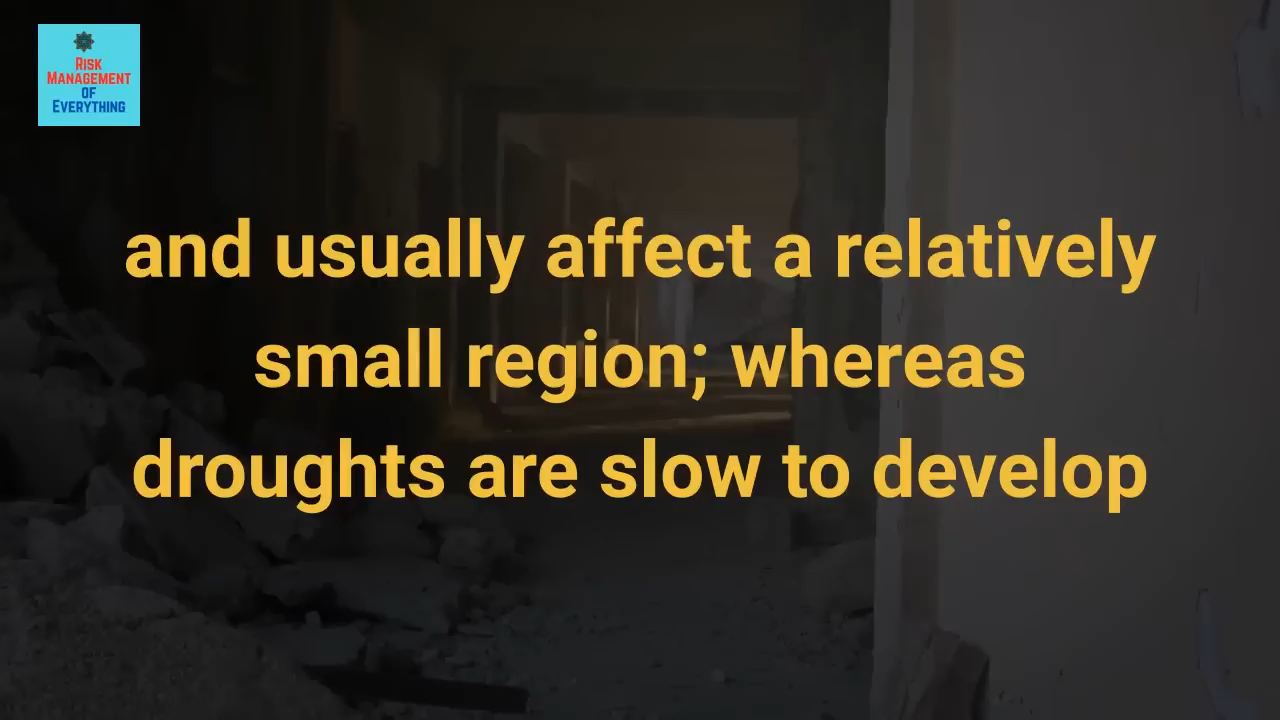 Risk
Management
of
Everything
and usually affect a relatively
small region; whereas
droughts are slow to develop